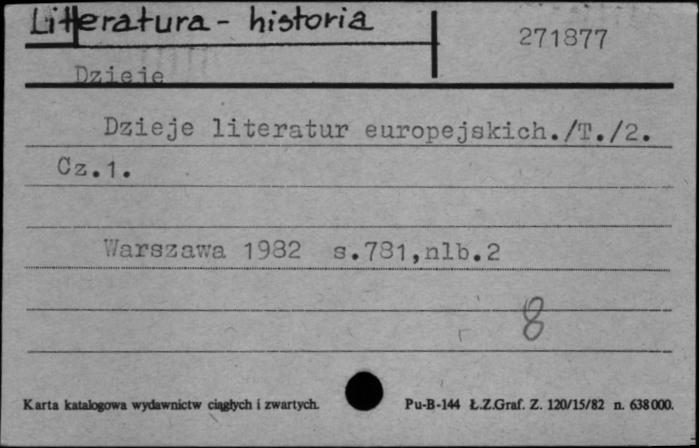 Literatura - historia
271877
Dzieje
Dzieje literatur europejskich./T./2.
Cz.1.
Warszawa 1982 s.781,nlb.2
8
Karta katalogowa wydawnictw ciągłych i zwartych.
Pu-B-144 Ł.Z.Graf. Z. 120/15/82 n. 638000.